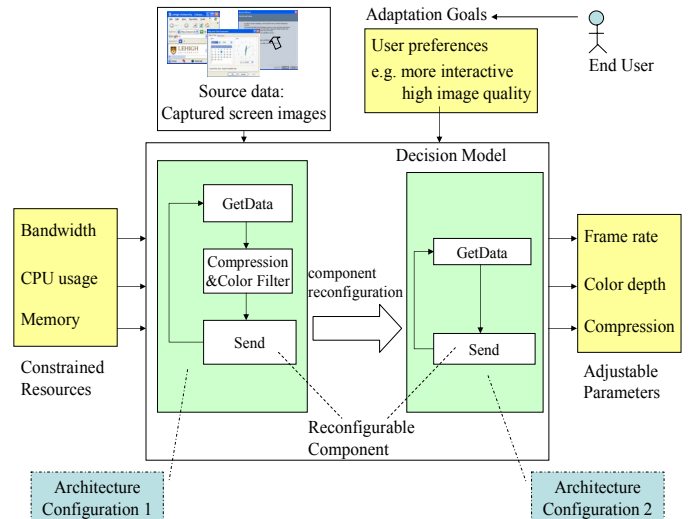 Adaptation Goals
End User
LEHIGH
Source data:
Captured screen images
User preferences
e.g. more interactive
high image quality
Decision Model
Bandwidth
CPU usage
Memory
Constrained
Resources
GetData
Compression
&Color Filter
Send
component
reconfiguration
GetData
Send
Reconfigurable
Component
Frame rate
Color depth
Compression
Adjustable
Parameters
Architecture
Configuration 1
Architecture
Configuration 2